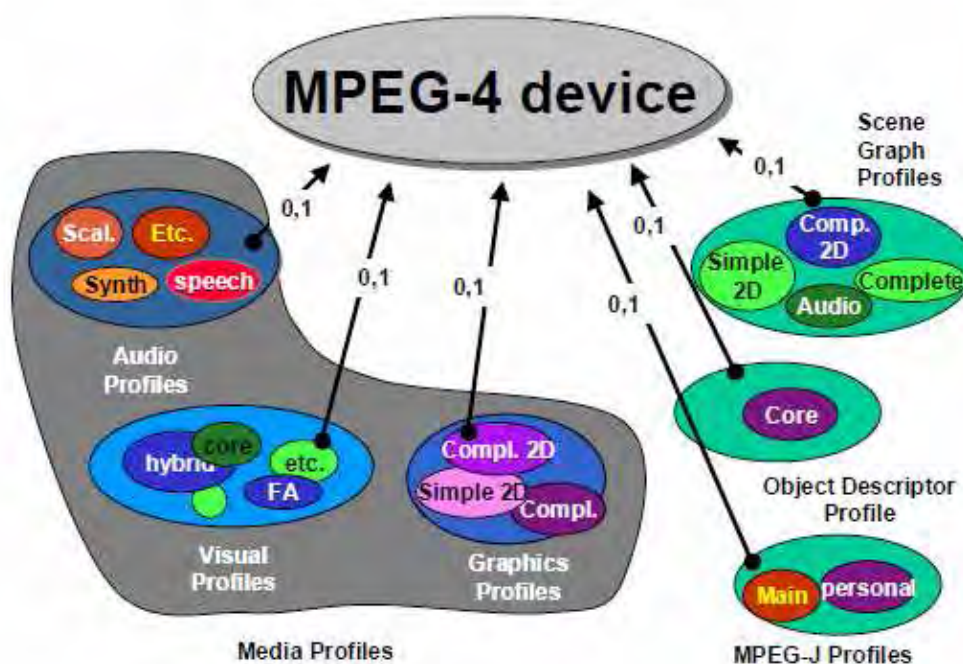 MPEG-4 device
Scene
Graph
Profiles
0,1
0,1
0,1
0,1
0,1
0,1
Scal.
Etc.
Synth
speech
Audio
Profiles
Comp.
2D
Simple
2D
Complete
Audio
Core
Object Descriptor
Profile
hybrid
core
etc.
FA
Visual
Profiles
Compl. 2D
Simple 2D
Compl.
Graphics
Profiles
Main
personal
Media Profiles
MPEG-J Profiles